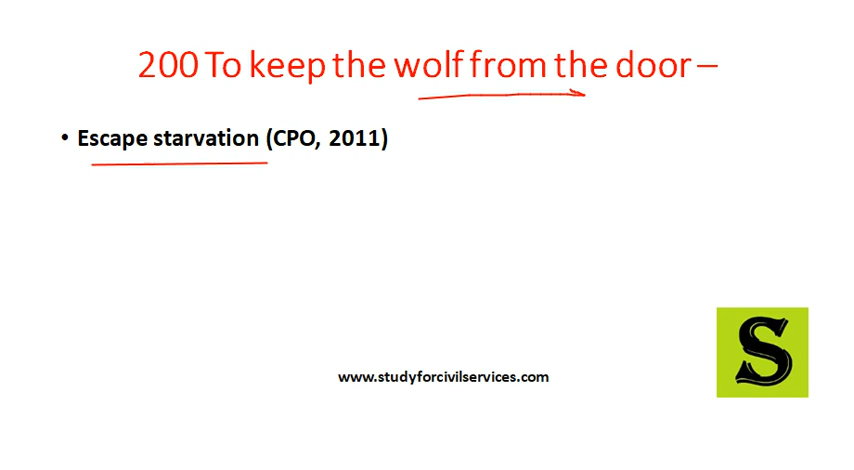 200 To keep the wolf from the door –
• Escape starvation (CPO, 2011)
S
www.studyforcivilservices.com